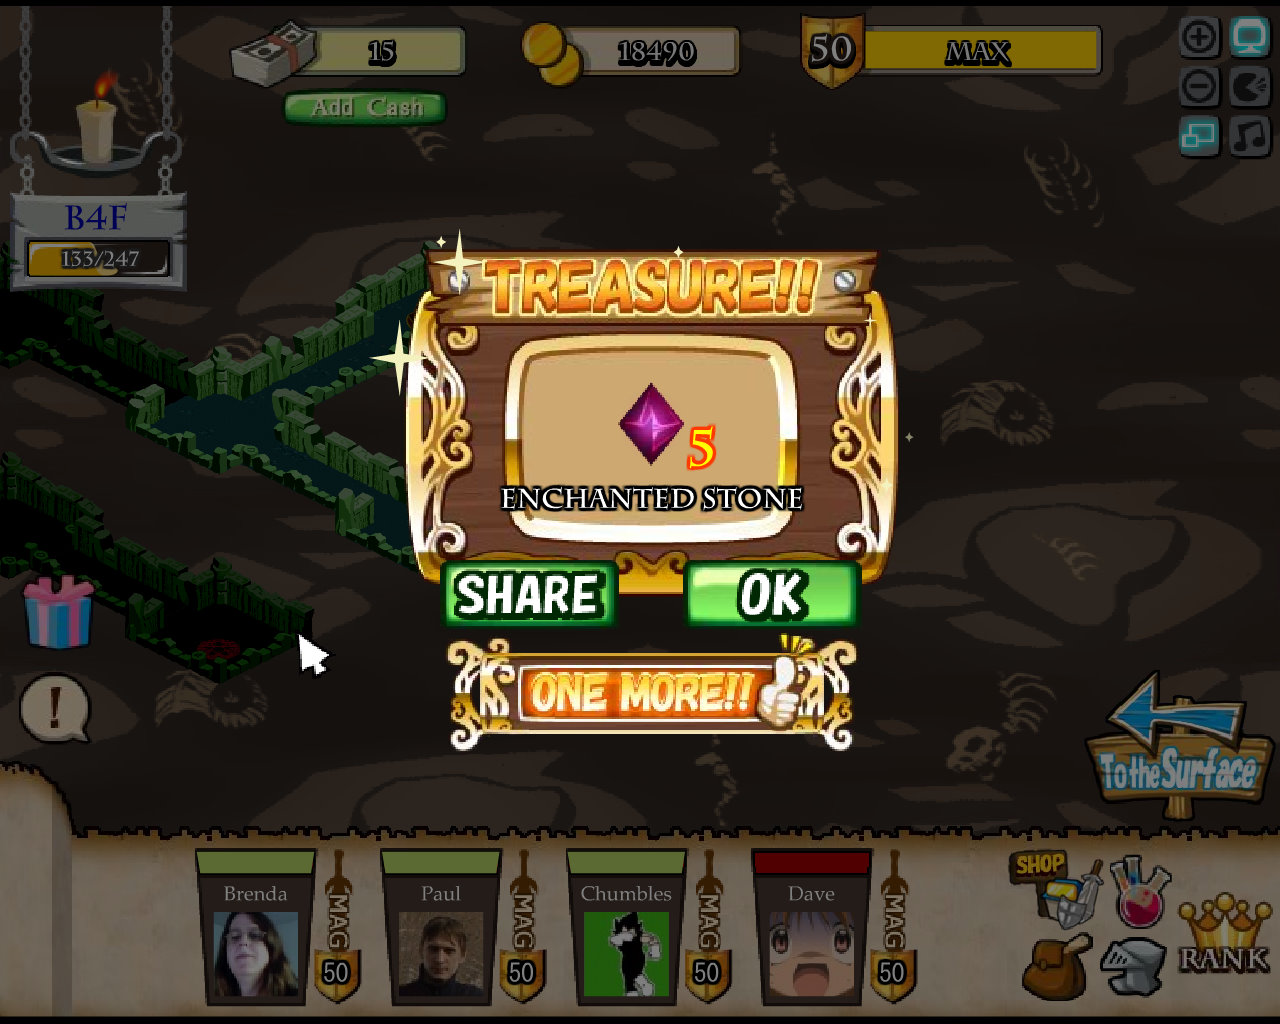 15
18490
50
MAX
Add Cash
B4F
133/247
TREASURE!!
5
ENCHANTED STONE
SHARE
OK
ONE MORE!!
!
To the Surface
Brenda
MAG
50
Paul
MAG
50
Chumbles
MAG
50
Dave
MAG
50
SHOP
RANK